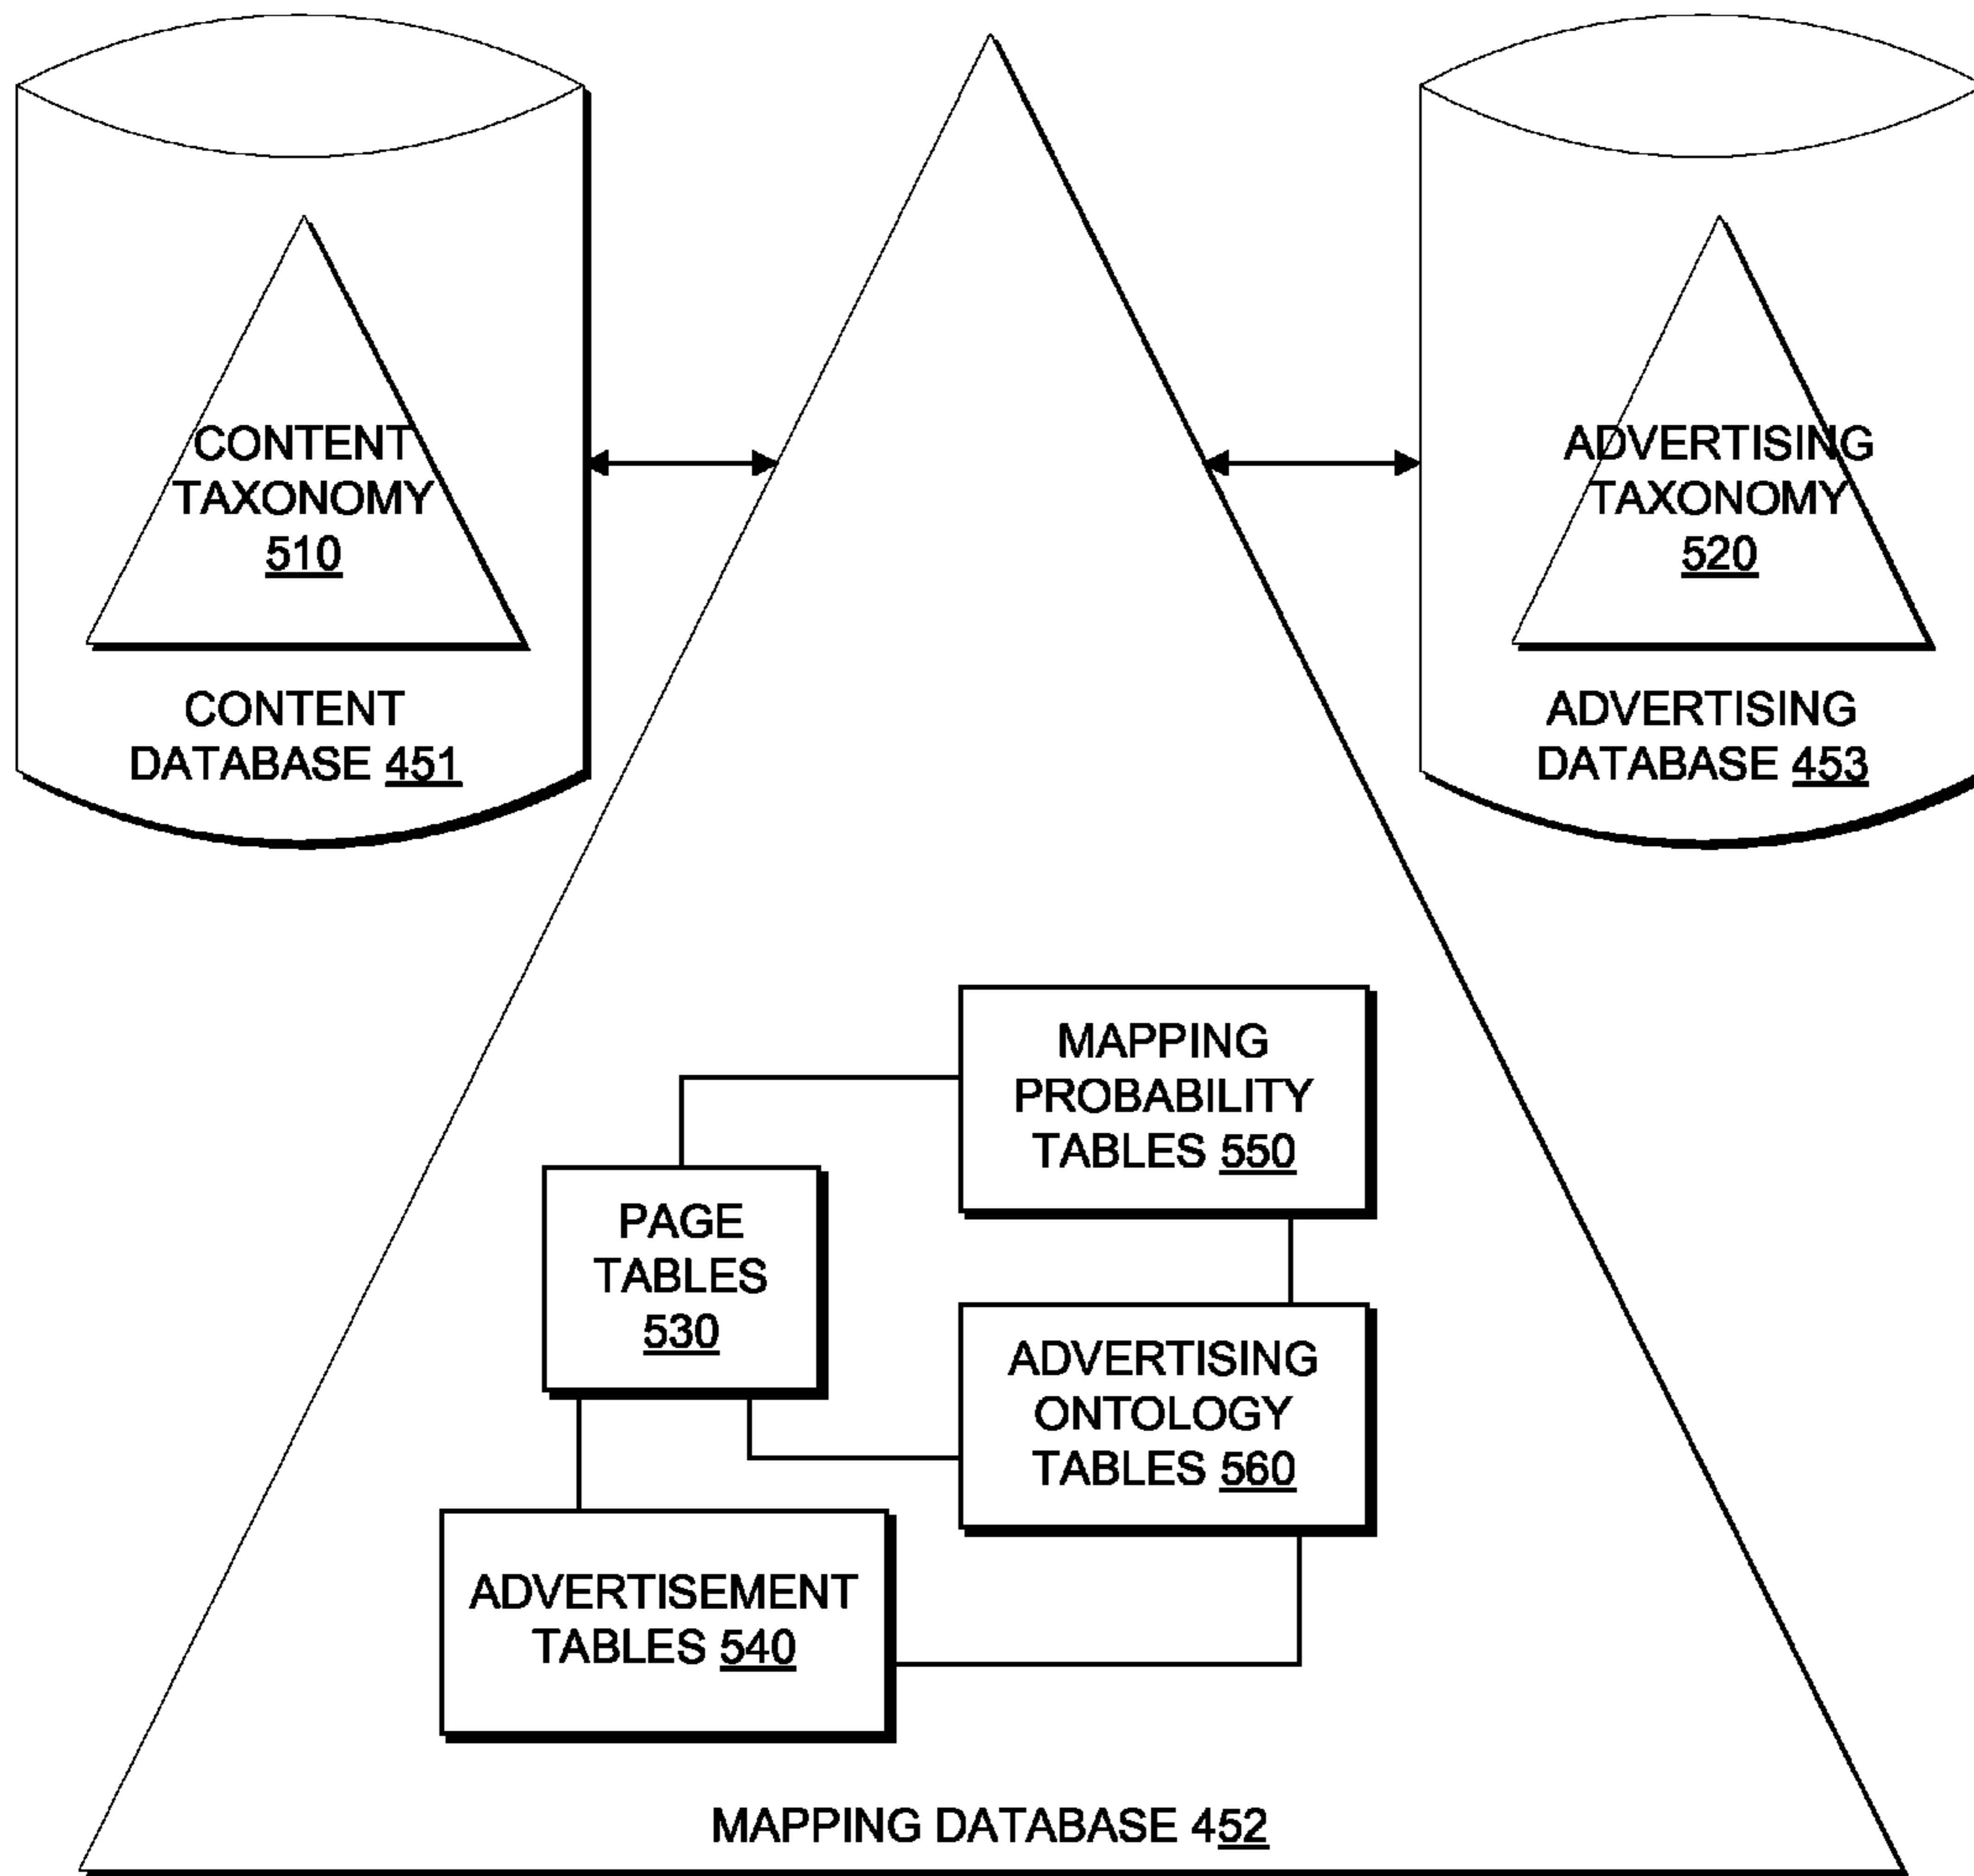 CONTENT
TAXONOMY
510
CONTENT
DATABASE 451
ADVERTISING
TAXONOMY
520
ADVERTISING
DATABASE 453
MAPPING
PROBABILITY
TABLES 550
PAGE
TABLES
530
ADVERTISING
ONTOLOGY
TABLES 560
ADVERTISEMENT
TABLES 540
MAPPING DATABASE 452